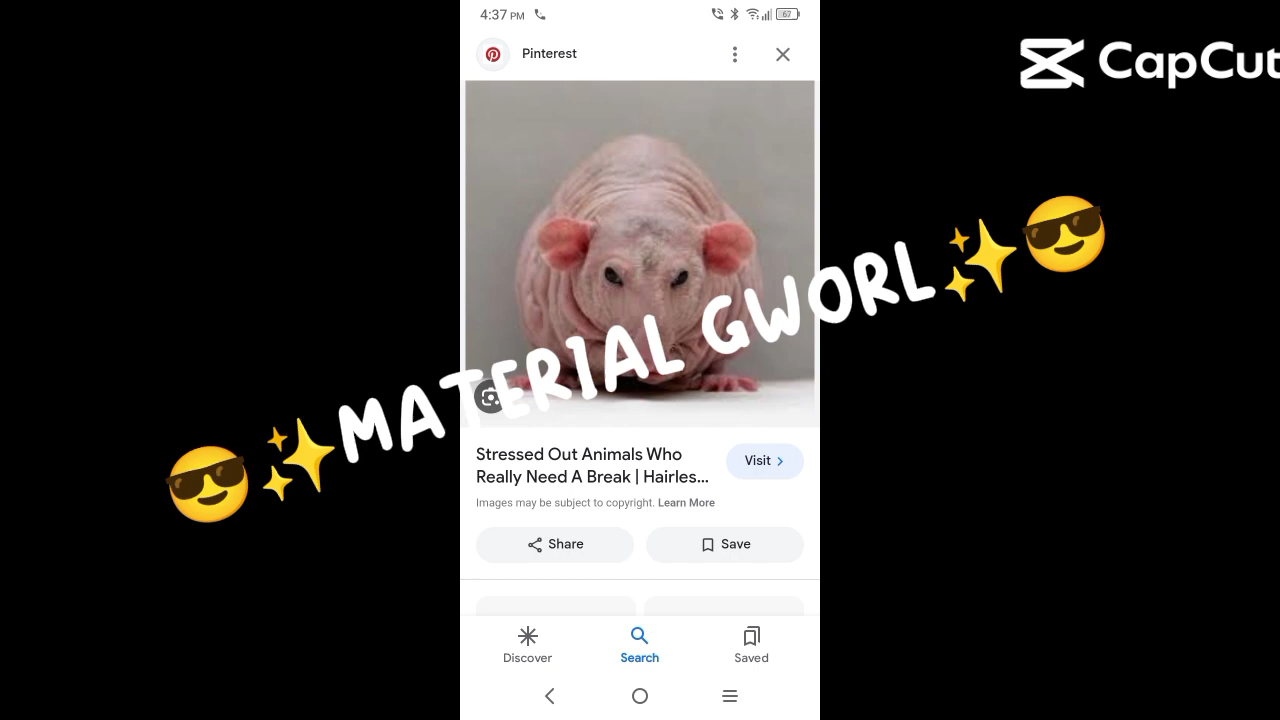 4:37 PM
67
Pinterest
CapCut
😎✨MATERIAL GWORL✨😎
Stressed Out Animals Who
Really Need A Break | Hairles...
Visit
Images may be subject to copyright. Learn More
Share
Save
Discover
Search
Saved